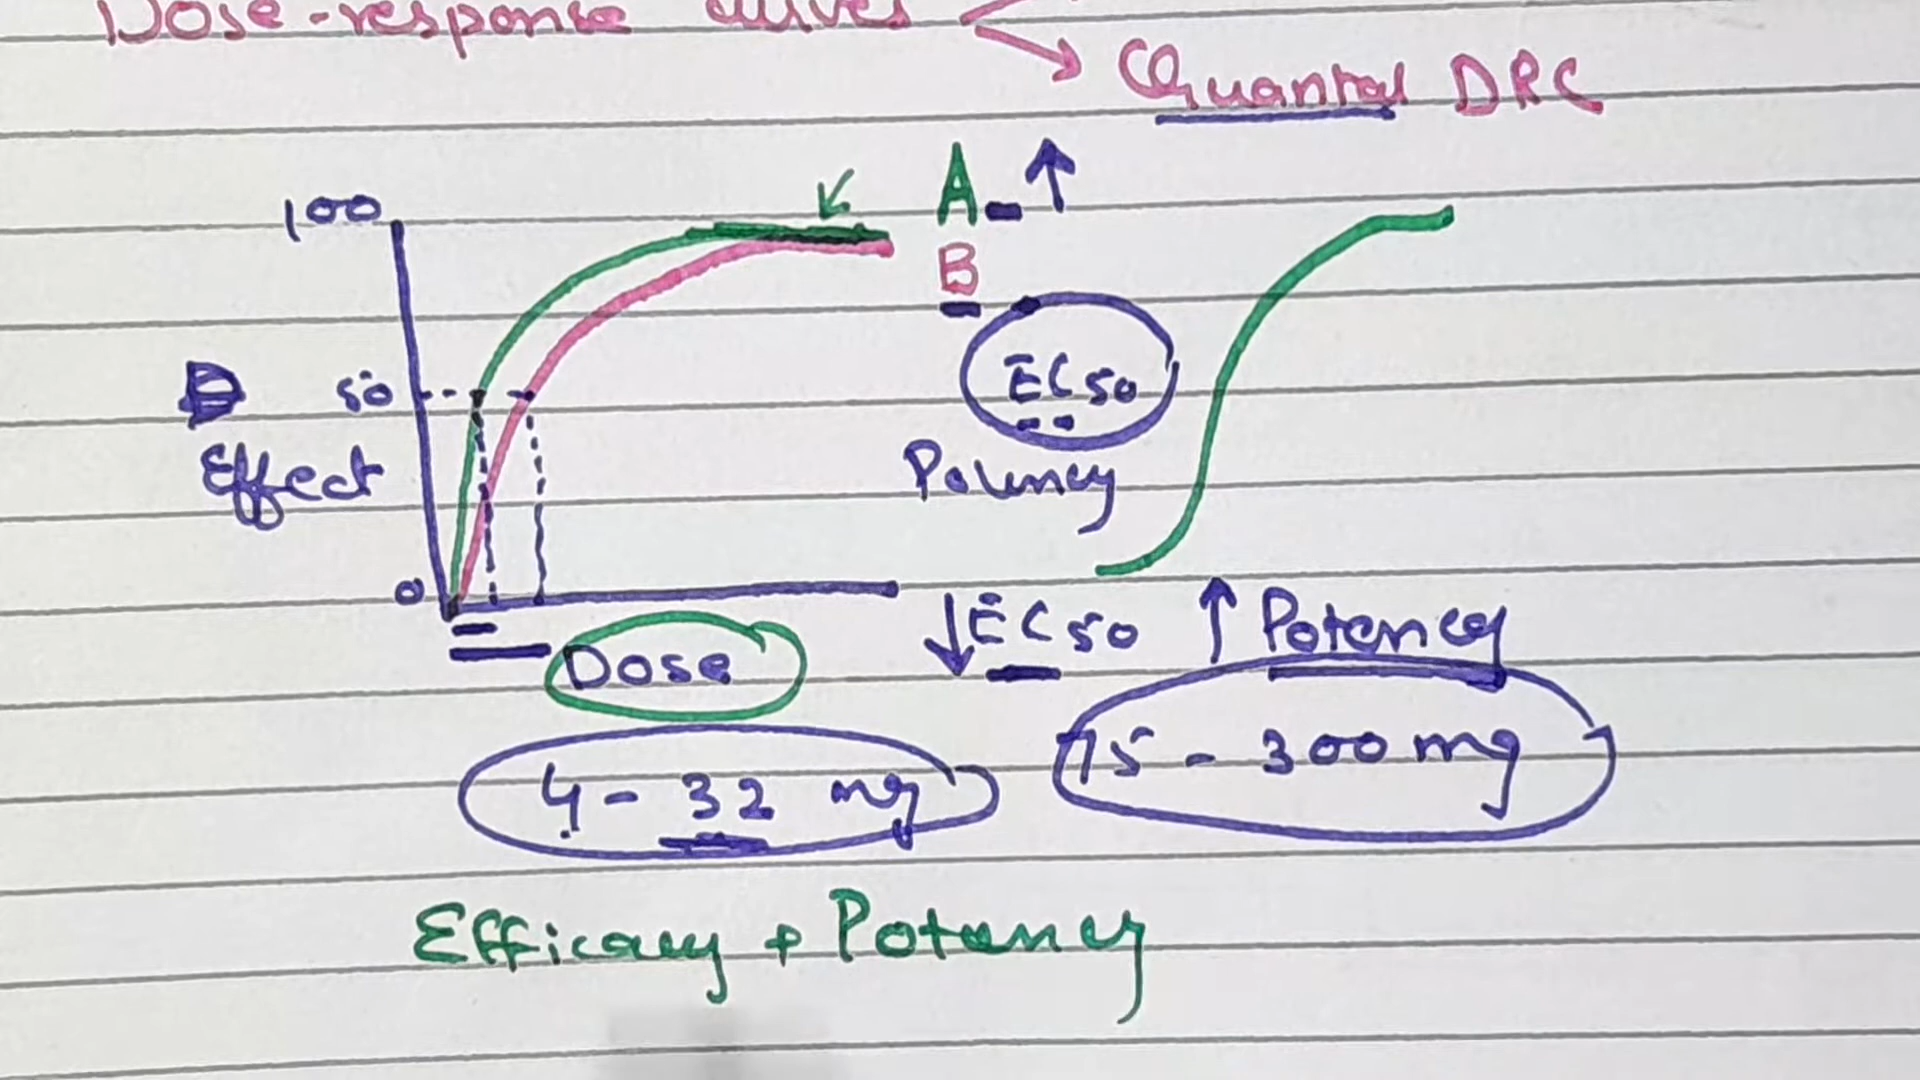 Dose-response curves
Quantal DRC
100
A - ↑
B
50
EC50
Effect
Potency
0
Dose
↓ EC50 ↑ Potency
4 - 32 mg
75 - 300 mg
Efficacy + Potency